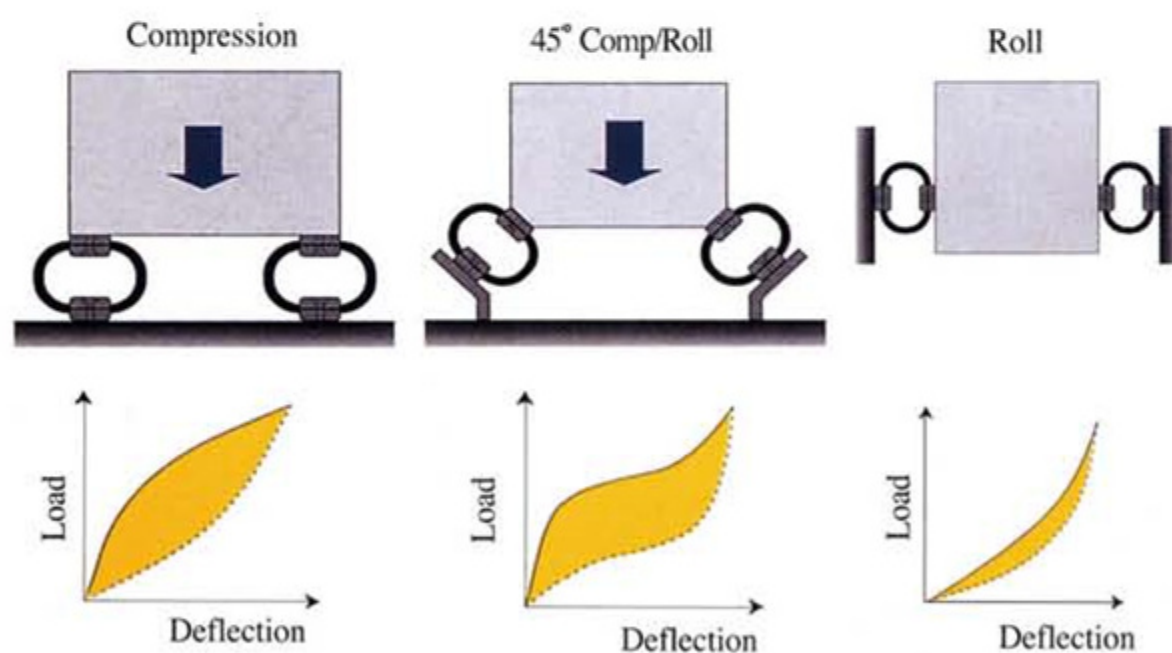 Compression
45° Comp/Roll
Roll
Load
Deflection
Load
Deflection
Load
Deflection